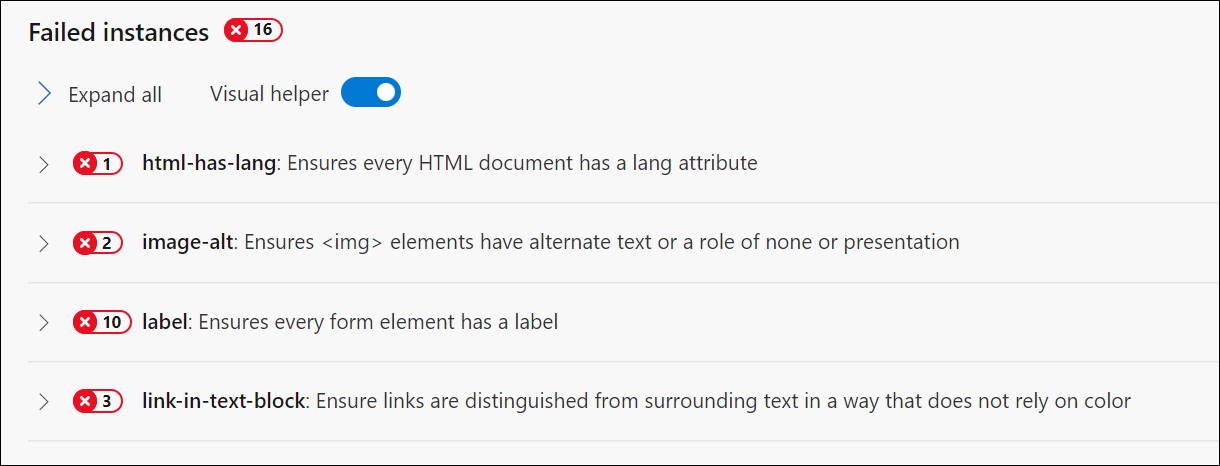 Failed instances 16
Expand all Visual helper
1 html-has-lang: Ensures every HTML document has a lang attribute
2 image-alt: Ensures <img> elements have alternate text or a role of none or presentation
10 label: Ensures every form element has a label
3 link-in-text-block: Ensure links are distinguished from surrounding text in a way that does not rely on color